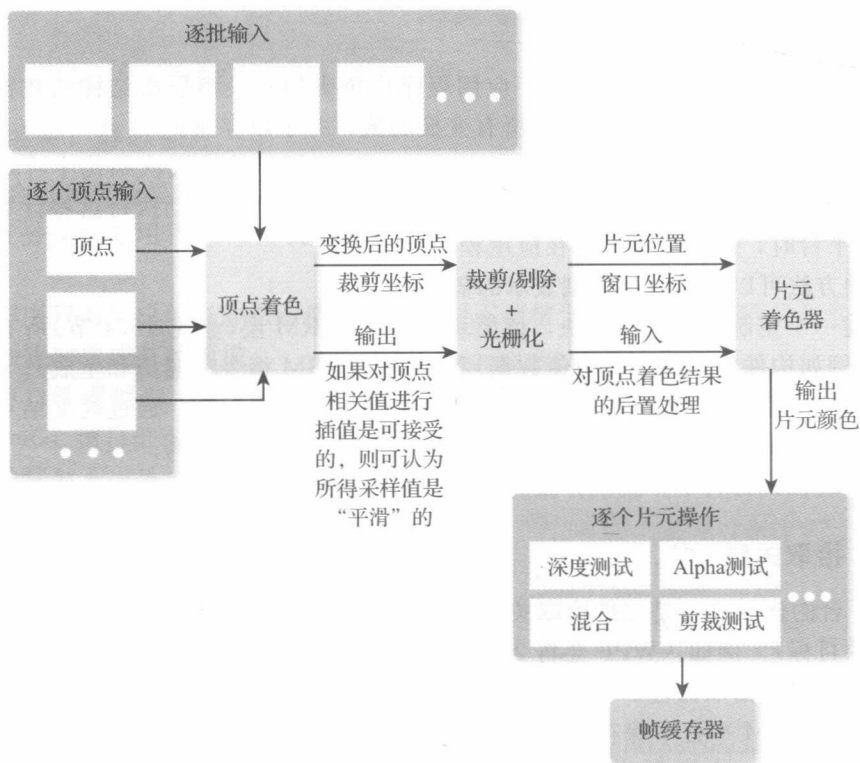 逐批输入
逐个顶点输入
顶点
顶点着色
变换后的顶点
裁剪坐标
输出
如果对顶点
相关值进行
插值是可接受
的，则可认为
所得采样值是
“平滑”的
裁剪/剔除
+
光栅化
片元位置
窗口坐标
输入
对顶点着色结果
的后置处理
片元
着色器
输出
片元颜色
逐个片元操作
深度测试
Alpha测试
混合
剪裁测试
帧缓存器